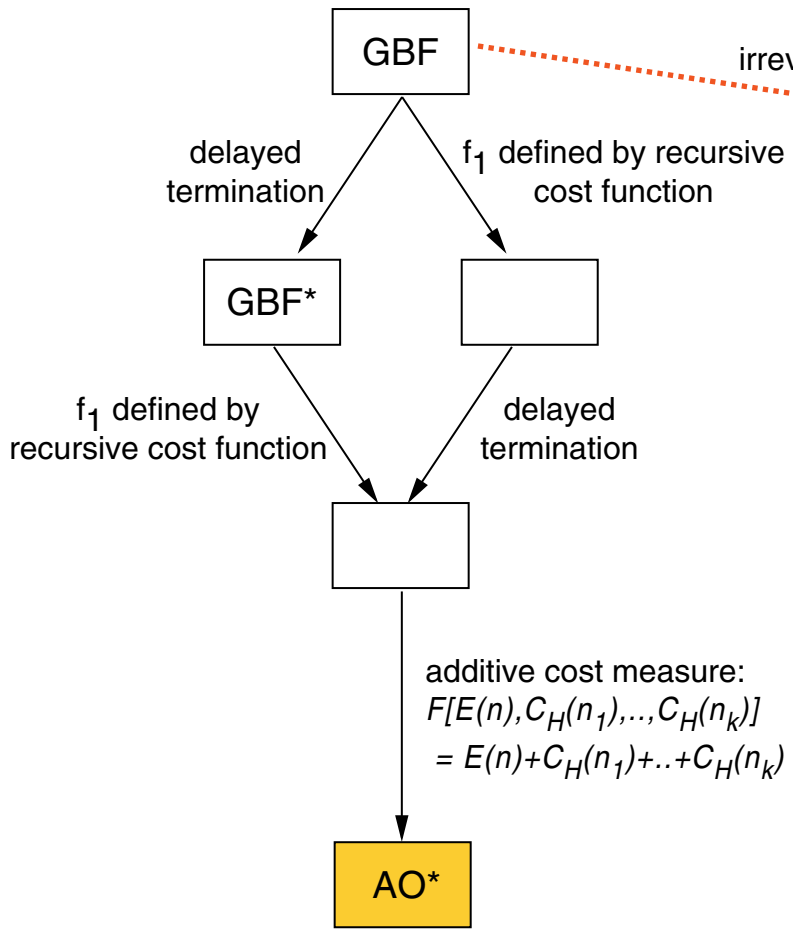 GBF
irrev
delayed
termination
f1 defined by recursive
cost function
GBF*
f1 defined by
recursive cost function
delayed
termination
additive cost measure:
F[E(n),CH(n1),..,CH(nk)]
= E(n)+CH(n1)+..+CH(nk)
AO*